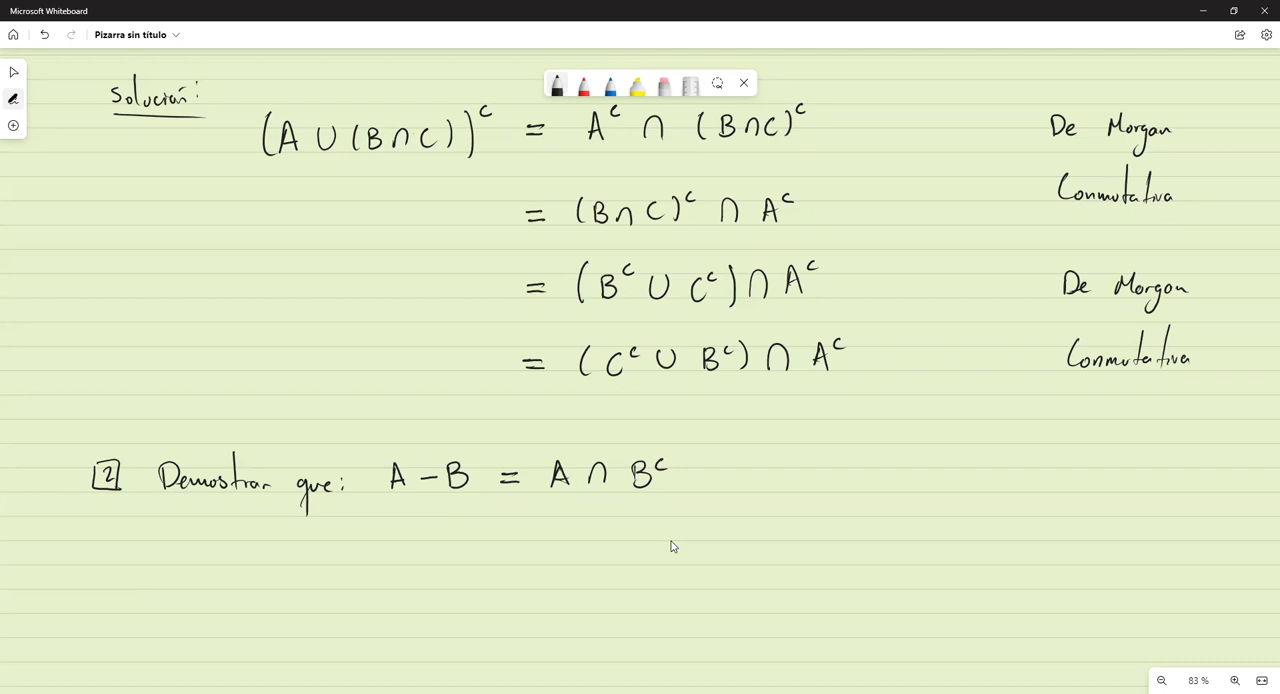 Microsoft Whiteboard
Pizarra sin título
Solución:
(A ∪ (B ∩ C))ᶜ = Aᶜ ∩ (B ∩ C)ᶜ De Morgan
= (B ∩ C)ᶜ ∩ Aᶜ Conmutativa
= (Bᶜ ∪ Cᶜ) ∩ Aᶜ De Morgan
= (Cᶜ ∪ Bᶜ) ∩ Aᶜ Conmutativa
2 Demostrar que: A - B = A ∩ Bᶜ
83 %